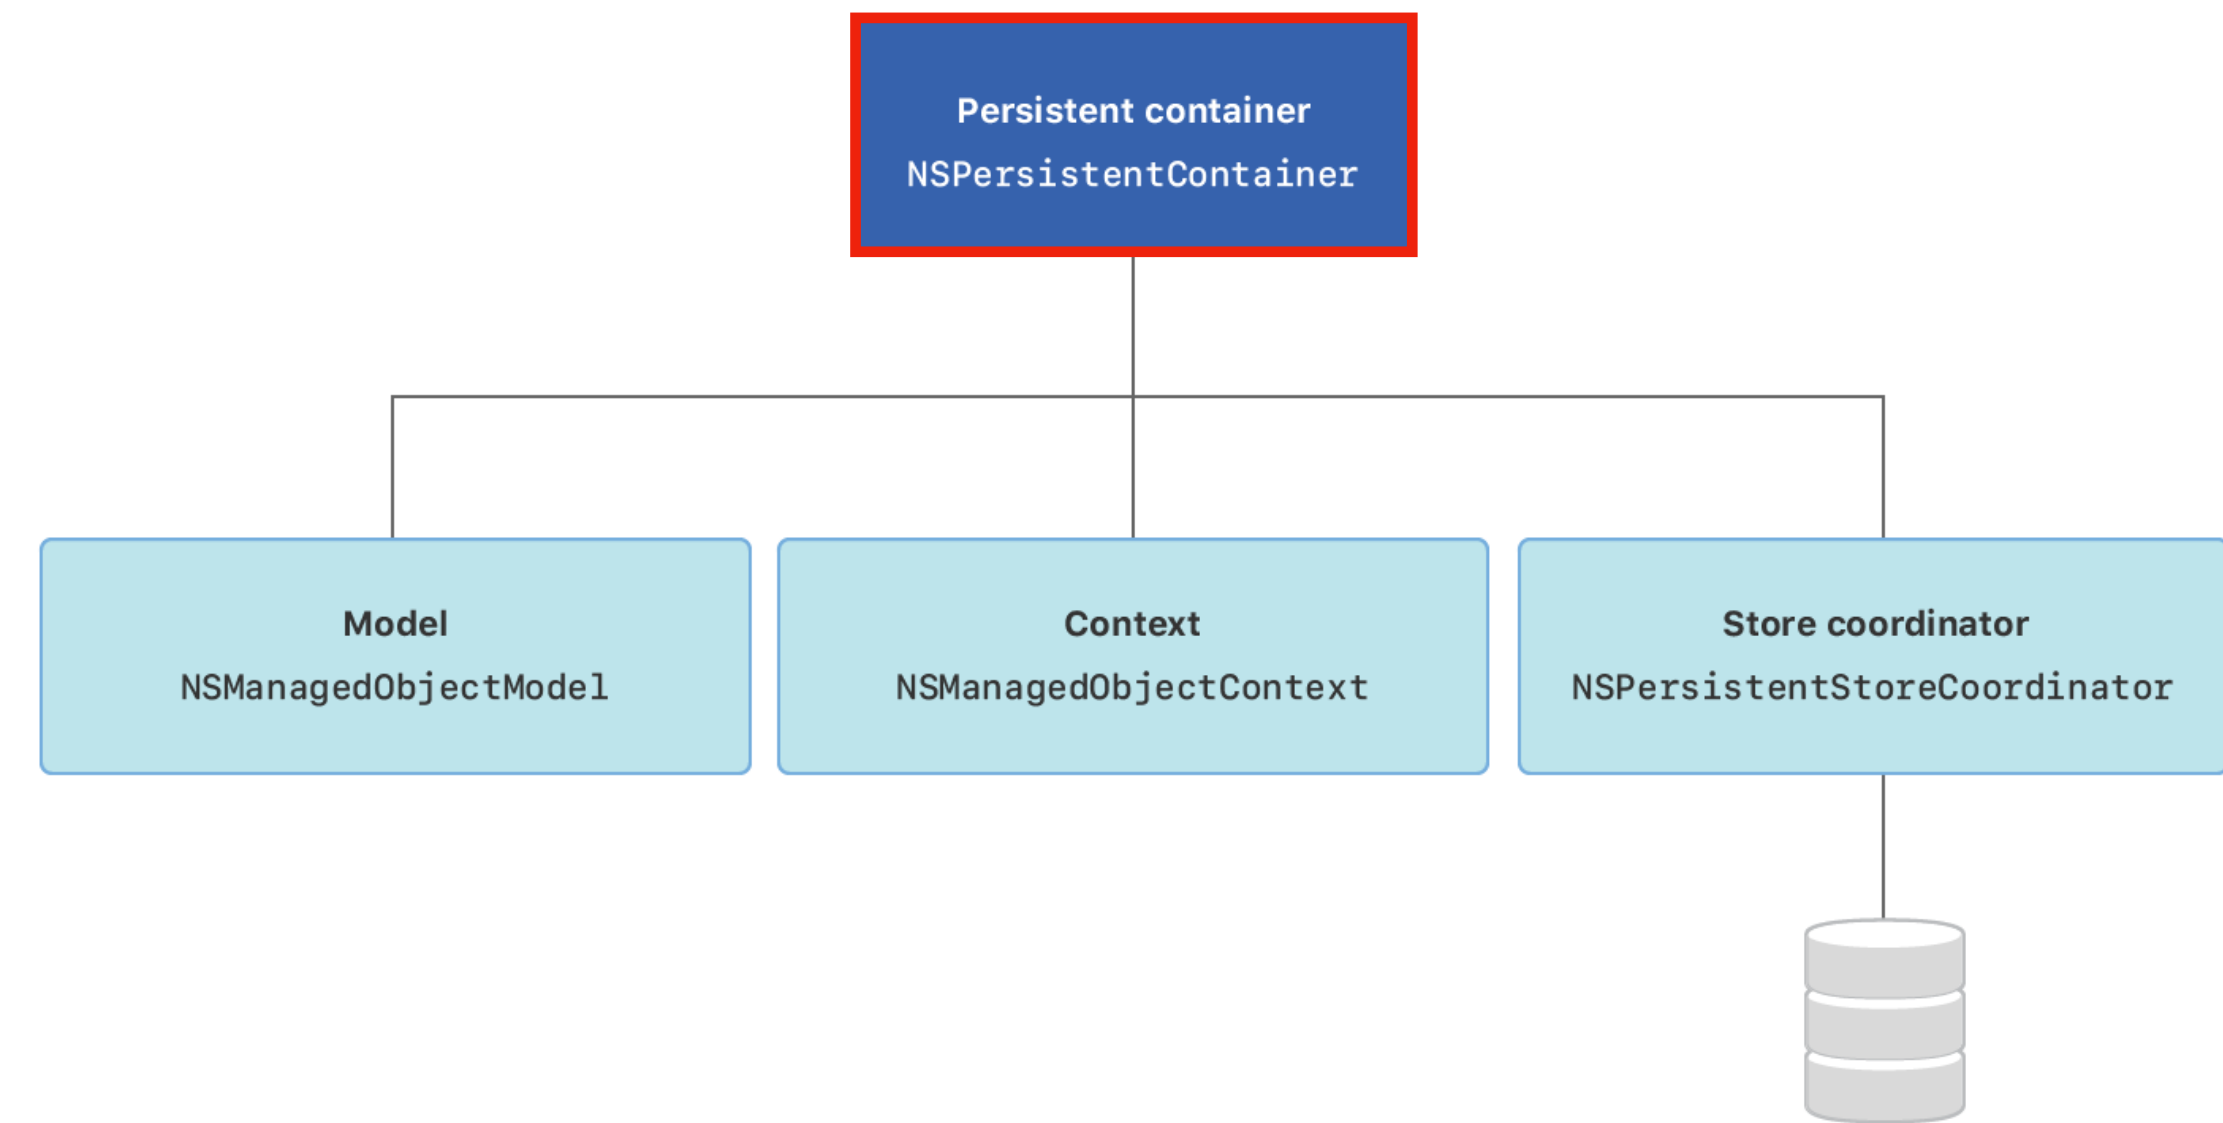 Persistent container
NSPersistentContainer
Model
NSManagedObjectModel
Context
NSManagedObjectContext
Store coordinator
NSPersistentStoreCoordinator